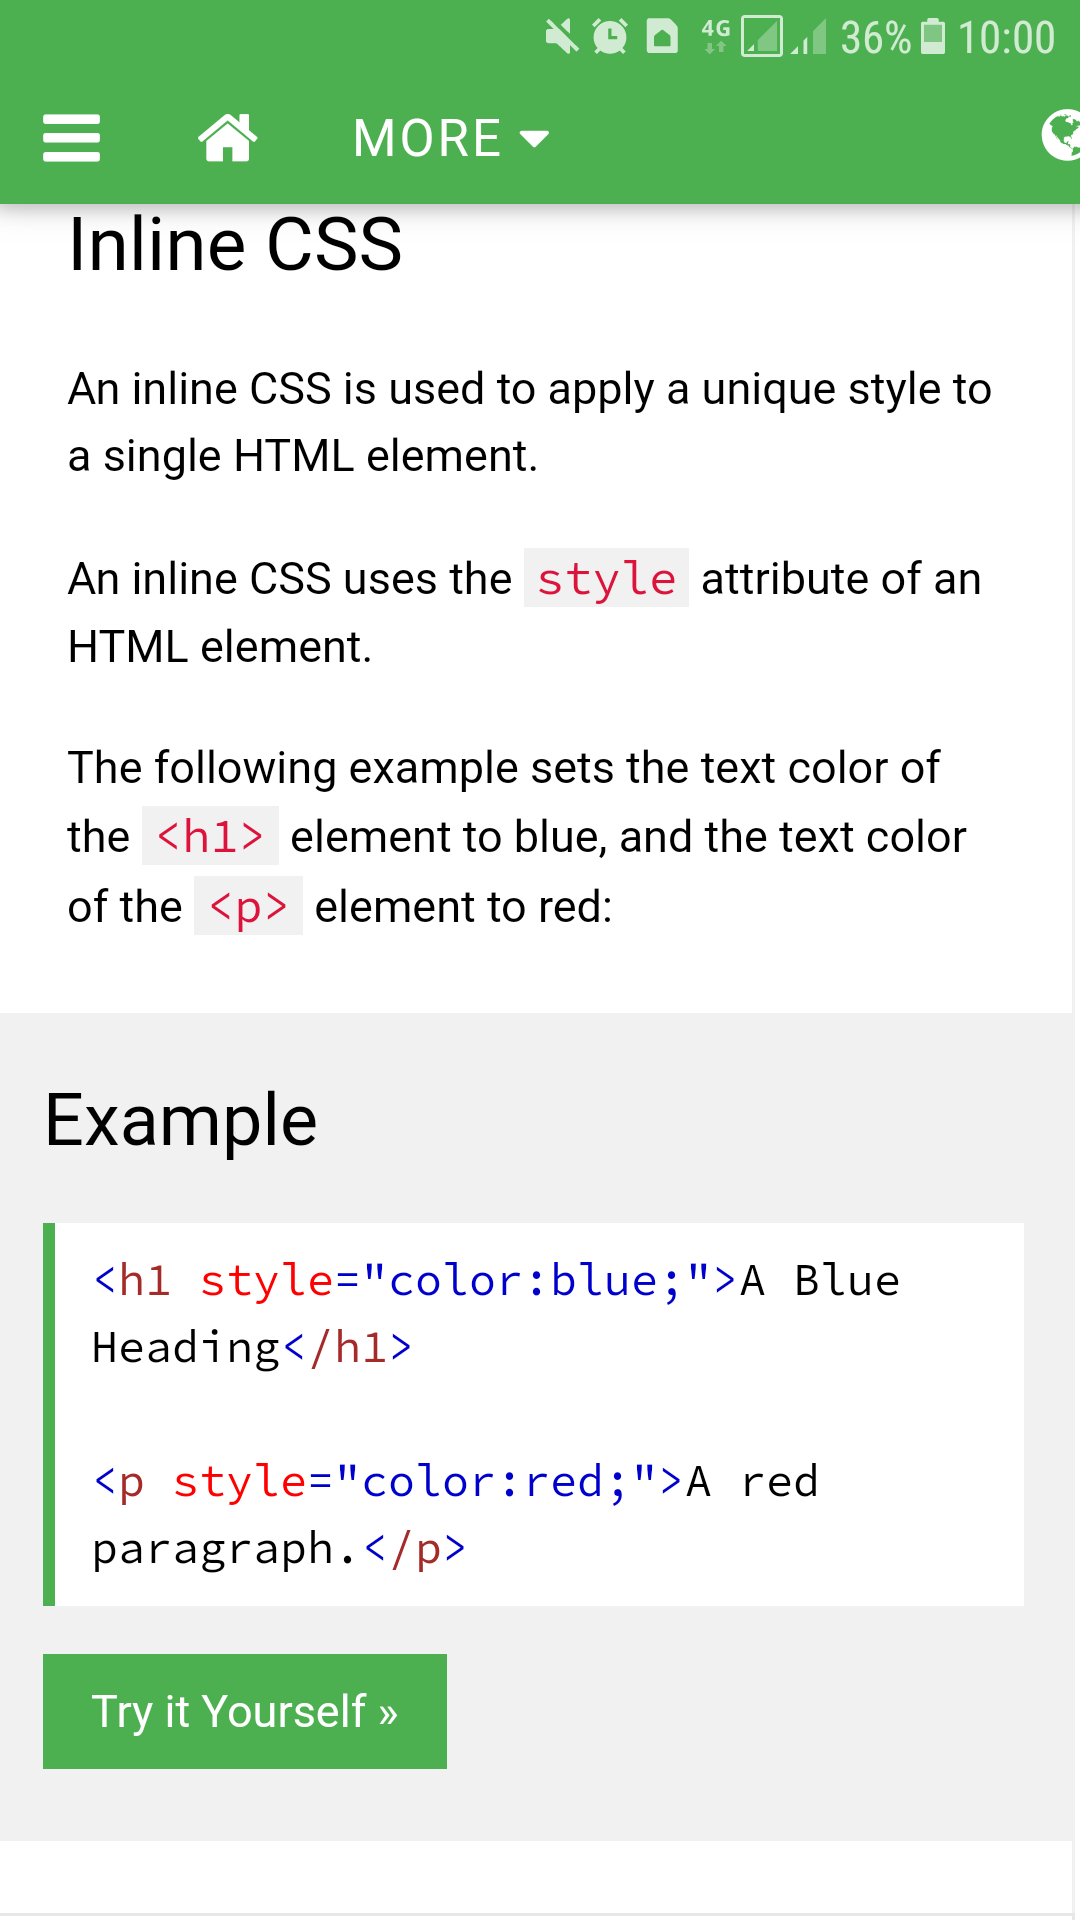 4G 36% 10:00
MORE
Inline CSS
An inline CSS is used to apply a unique style to
a single HTML element.
An inline CSS uses the style attribute of an
HTML element.
The following example sets the text color of
the <h1> element to blue, and the text color
of the <p> element to red:
Example
<h1 style="color:blue;">A Blue
Heading</h1>
<p style="color:red;">A red
paragraph.</p>
Try it Yourself »